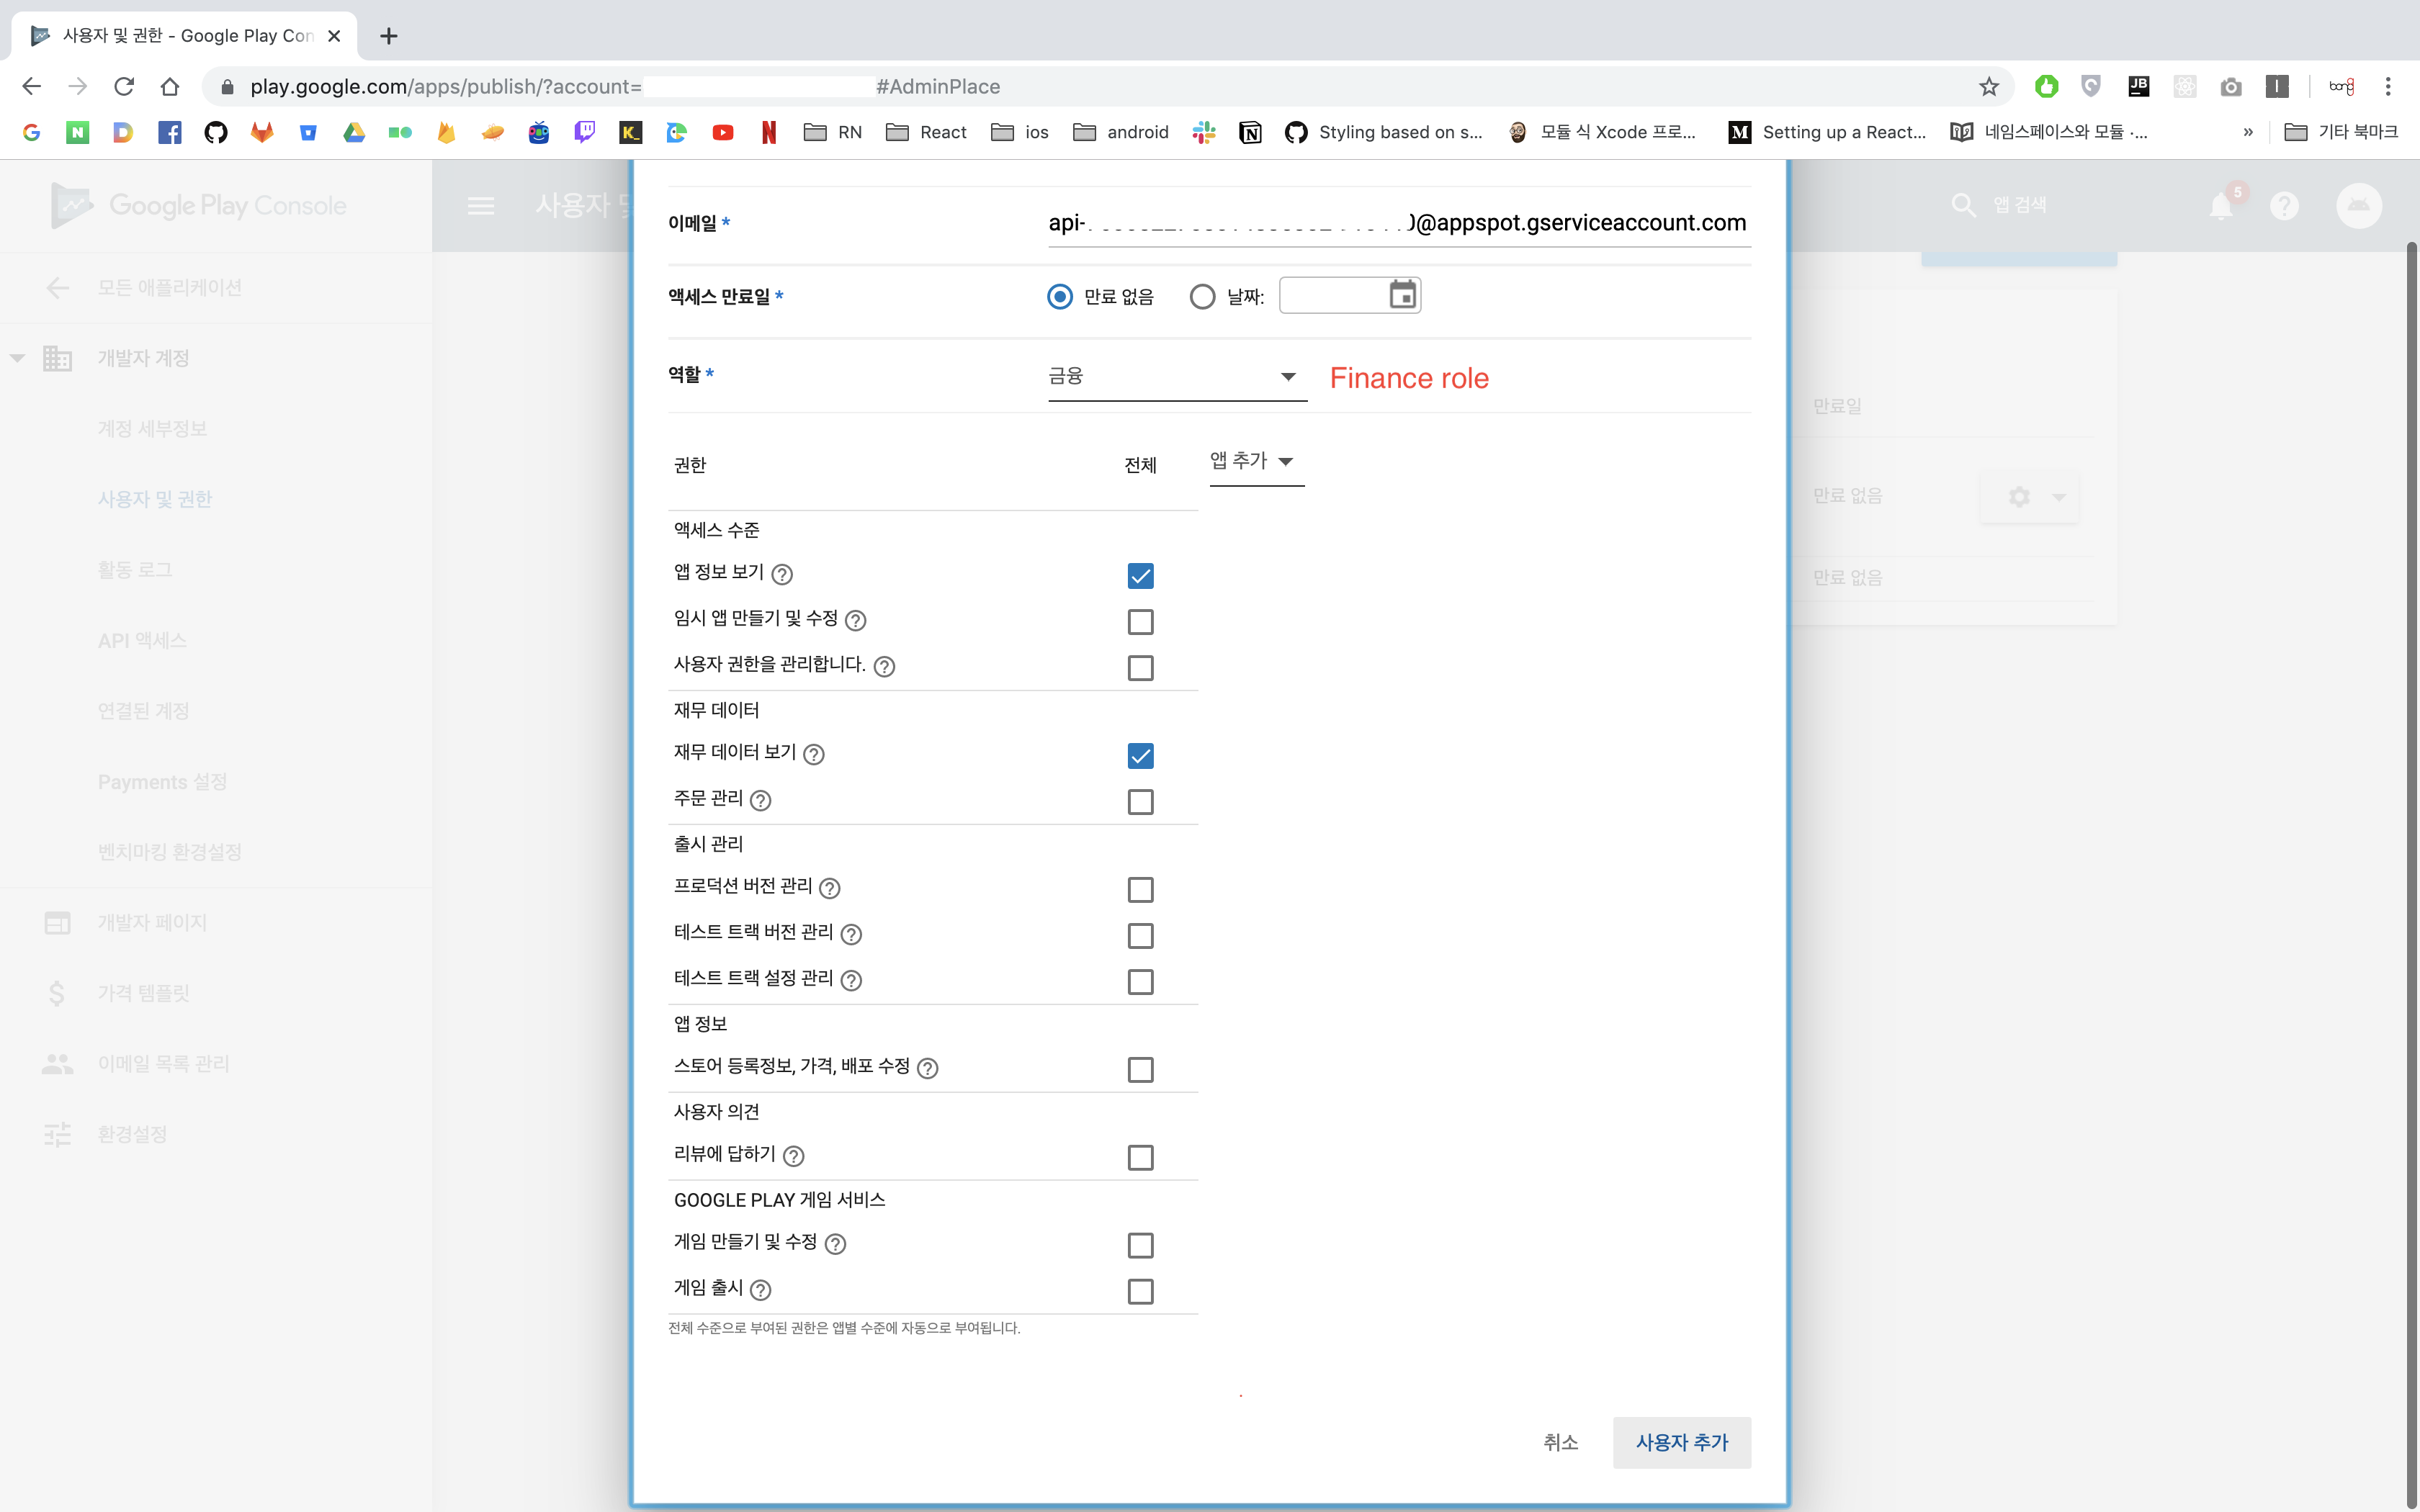 사용자 및 권한 - Google Play Con
play.google.com/apps/publish/?account= #AdminPlace
RN React ios android Styling based on s... 모듈 식 Xcode 프로... Setting up a React... 네임스페이스와 모듈 ·... » 기타 북마크
Google Play Console
사용자 및
앱 검색
5
이메일 *
api- @appspot.gserviceaccount.com
모든 애플리케이션
액세스 만료일 *
만료 없음
날짜:
개발자 계정
역할 *
금융
Finance role
만료일
계정 세부정보
권한
전체
앱 추가
사용자 및 권한
만료 없음
액세스 수준
활동 로그
앱 정보 보기
만료 없음
임시 앱 만들기 및 수정
API 액세스
사용자 권한을 관리합니다.
연결된 계정
재무 데이터
재무 데이터 보기
Payments 설정
주문 관리
벤치마킹 환경설정
출시 관리
프로덕션 버전 관리
개발자 페이지
테스트 트랙 버전 관리
테스트 트랙 설정 관리
가격 템플릿
앱 정보
스토어 등록정보, 가격, 배포 수정
이메일 목록 관리
사용자 의견
환경설정
리뷰에 답하기
GOOGLE PLAY 게임 서비스
게임 만들기 및 수정
게임 출시
전체 수준으로 부여된 권한은 앱별 수준에 자동으로 부여됩니다.
취소
사용자 추가